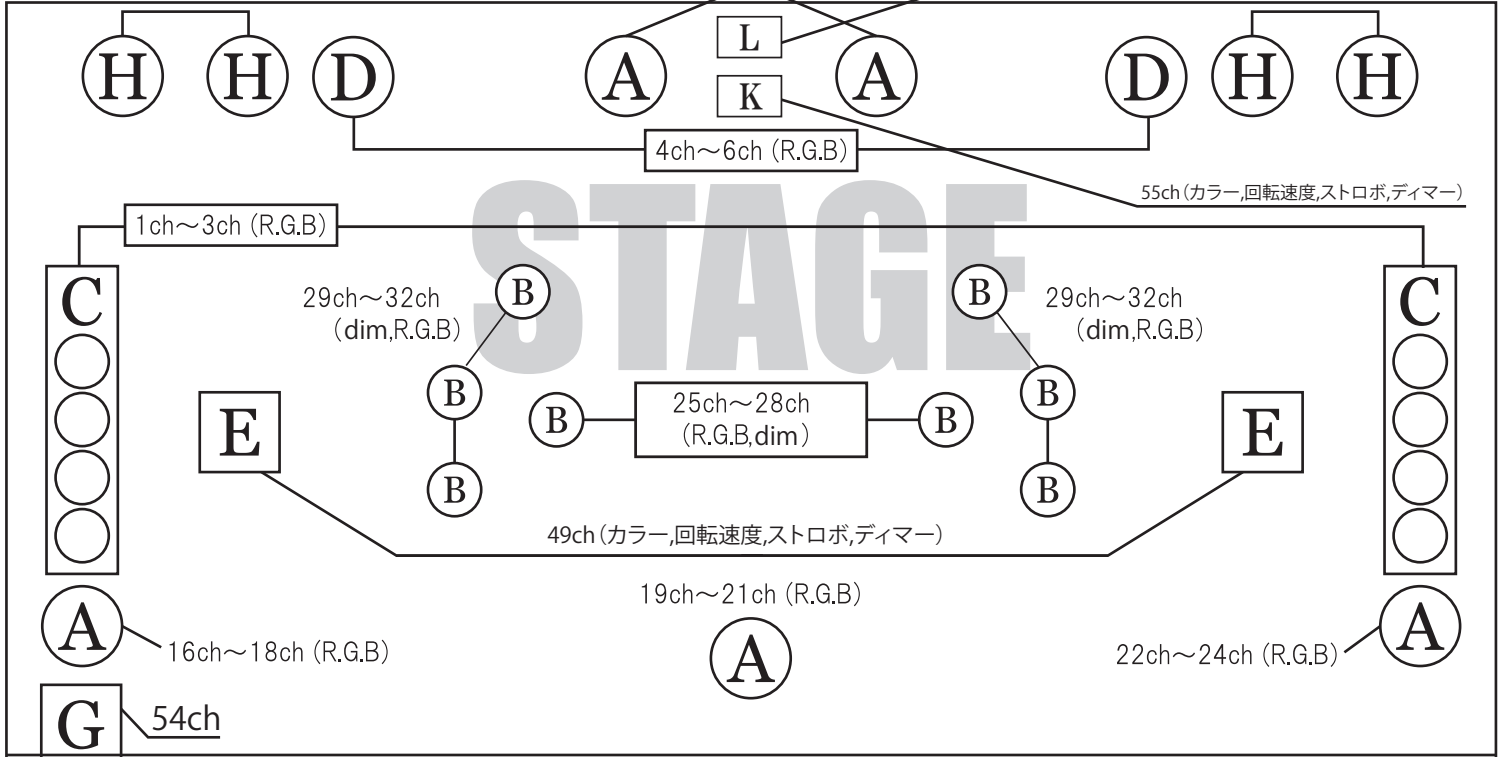 L
H H D A A D H H
K
4ch～6ch (R.G.B)
55ch(カラー,回転速度,ストロボ,ディマー)
STAGE
1ch～3ch (R.G.B)
C
29ch～32ch
(dim,R.G.B)
B
B
29ch～32ch
(dim,R.G.B)
C
B
B
E
B
25ch～28ch
(R.G.B,dim)
B
E
B
B
49ch(カラー,回転速度,ストロボ,ディマー)
19ch～21ch (R.G.B)
A
16ch～18ch (R.G.B)
A
22ch～24ch (R.G.B)
A
G
54ch